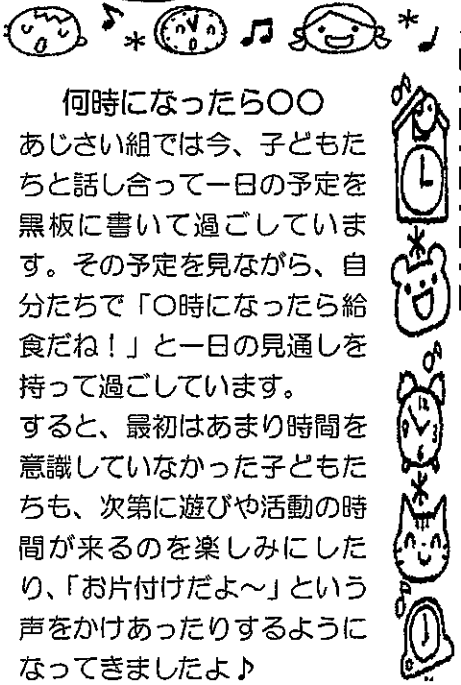 何時になったら〇〇
あじさい組では今、子どもた
ちと話し合って一日の予定を
黒板に書いて過ごしていま
す。その予定を見ながら、自
分たちで「〇時になったら給
食だね！」と一日の見通しを
持って過ごしています。
すると、最初はあまり時間を
意識していなかった子どもた
ちも、次第に遊びや活動の時
間が来るのを楽しみにした
り、「お片付けだよ～」という
声をかけあったりするように
なってきましたよ♪